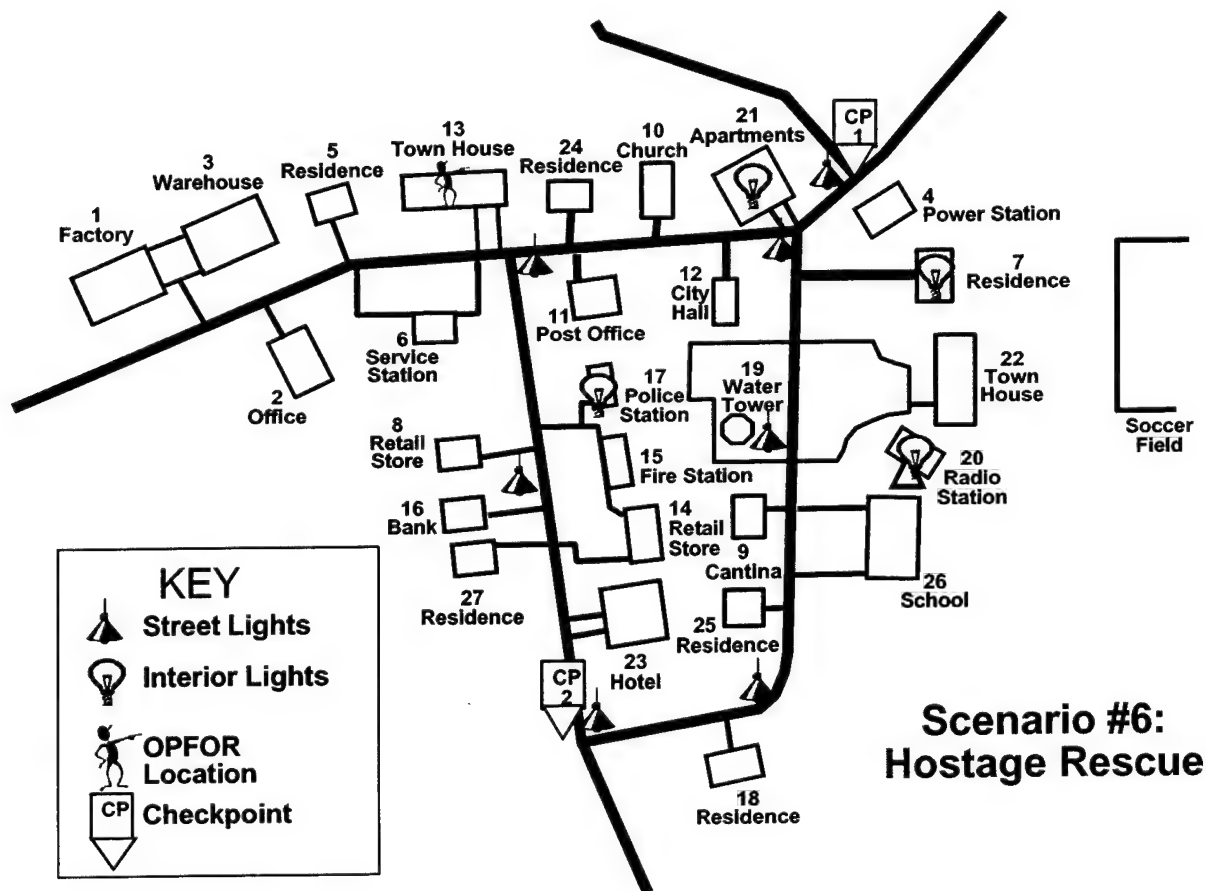 CP
1
21
Apartments
10
Church
13
Town House
24
Residence
5
Residence
3
Warehouse
1
Factory
4
Power Station
7
Residence
12
City
Hall
11
Post Office
6
Service
Station
2
Office
17
Police
Station
19
Water
Tower
22
Town
House
Soccer
Field
8
Retail
Store
15
Fire Station
20
Radio
Station
16
Bank
14
Retail
Store
9
Cantina
26
School
27
Residence
25
Residence
23
Hotel
CP
2
18
Residence
KEY
Street Lights
Interior Lights
OPFOR
Location
CP
Checkpoint
Scenario #6:
Hostage Rescue